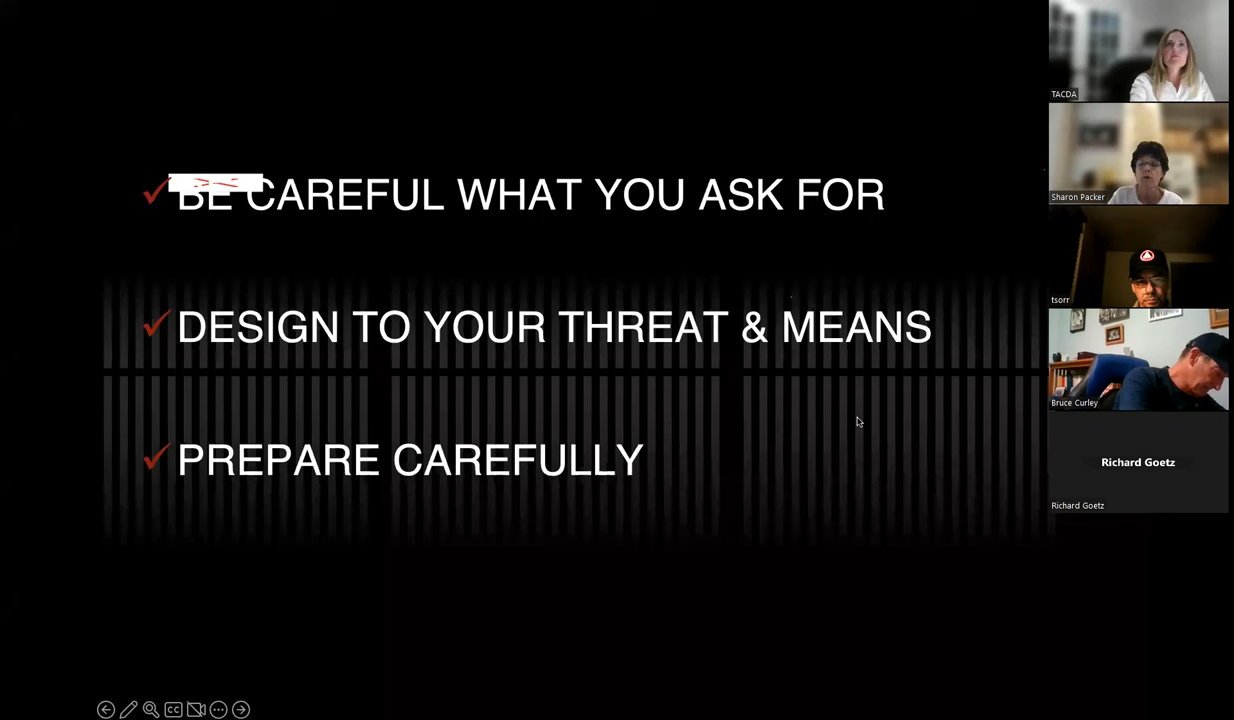 BE CAREFUL WHAT YOU ASK FOR
DESIGN TO YOUR THREAT & MEANS
PREPARE CAREFULLY
TACDA
Sharon Packer
tsorr
Bruce Curley
Richard Goetz
Richard Goetz
CC